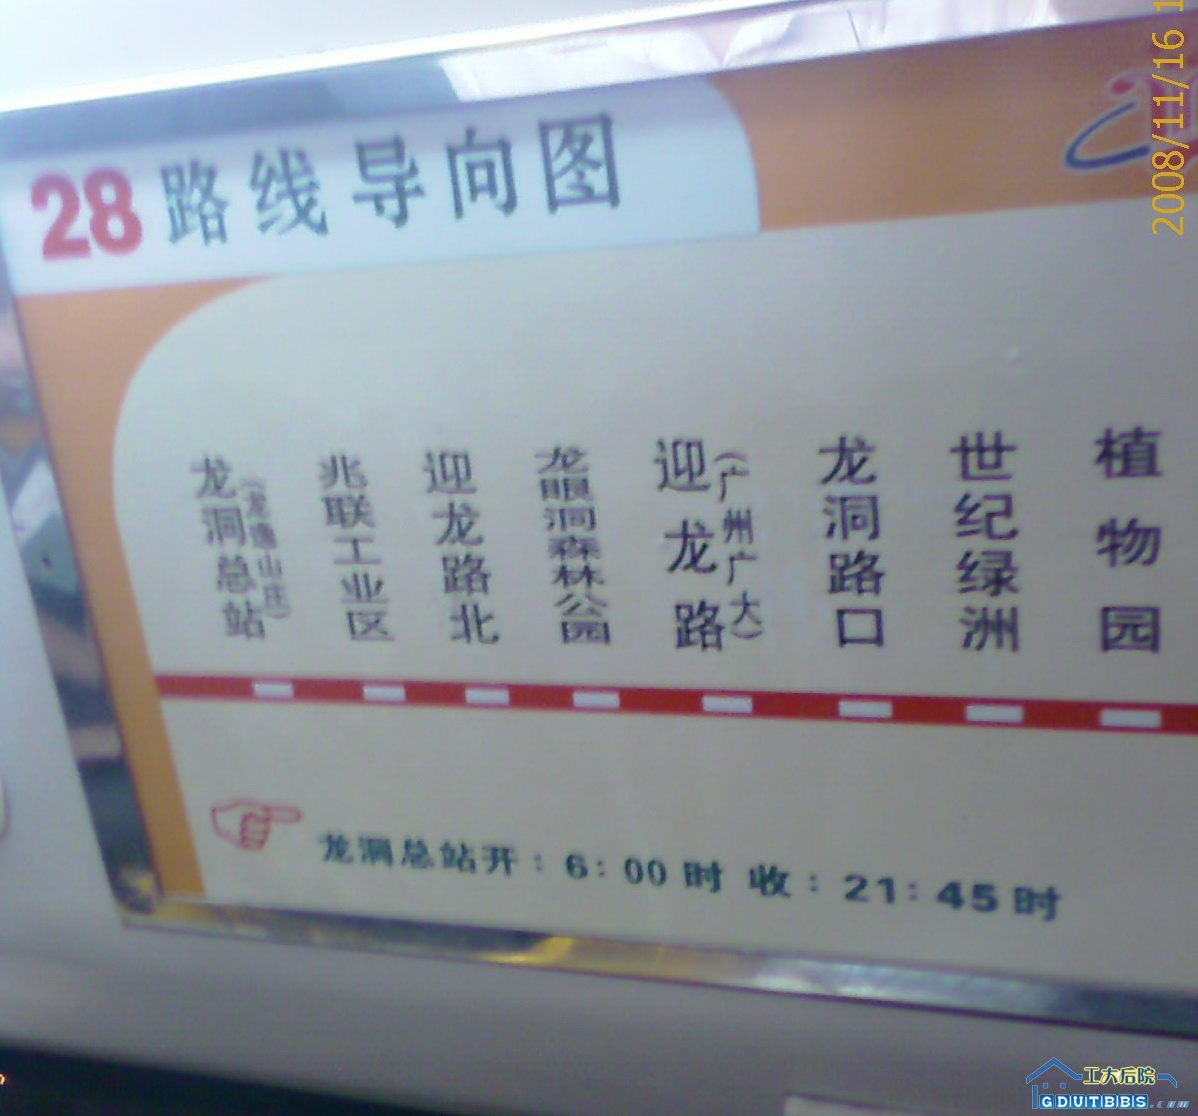 2008/11/16 1
28路线导向图
龙洞总站
(龙塘山庄)
兆联工业区
迎龙路北
龙眼洞森林公园
迎龙路
(广州广大)
龙洞路口
世纪绿洲
植物园
龙洞总站开：6：00时 收：21：45时
工大后院
GDUTBBS.com